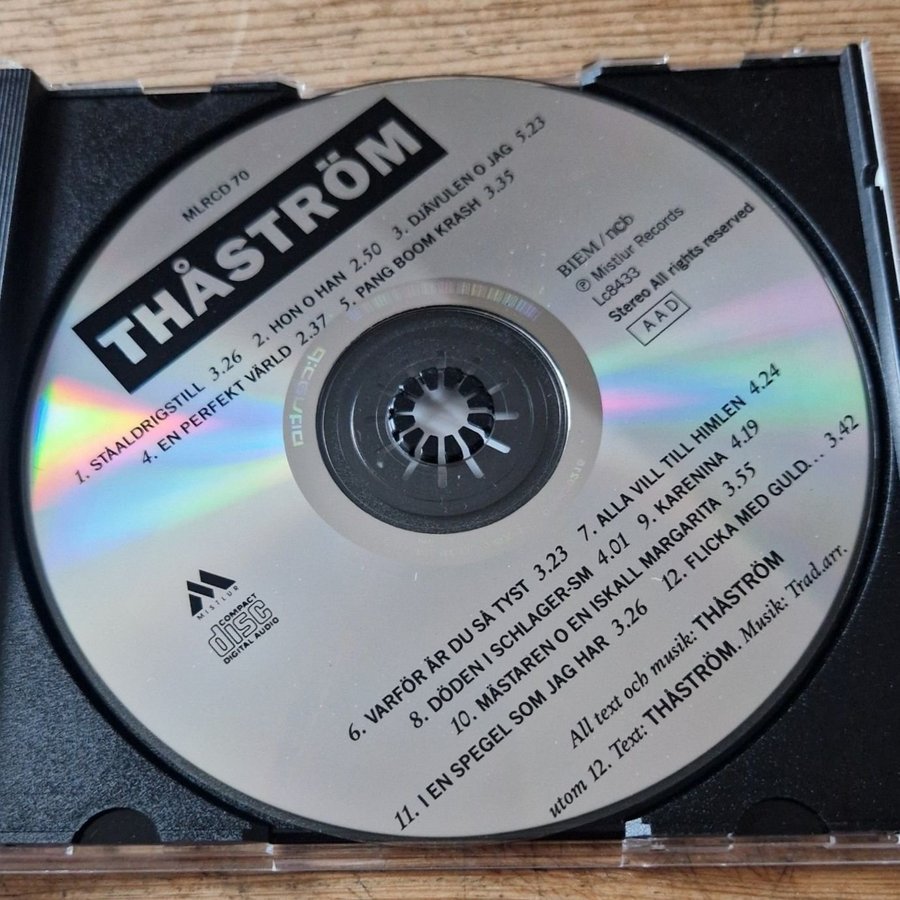 MLRCD 70
THÅSTRÖM
1. STÅAALDRIGSTILL 3.26 2. HON O HAN 2.50 3. DJÄVULEN O JAG 5.23
4. EN PERFEKT VÄRLD 2.37 5. PANG BOOM KRASH 3.35
BIEM/ncb
℗ Mistlur Records
Lc8433
Stereo All rights reserved
AAD
MISTLUR
COMPACT
disc
DIGITAL AUDIO
6. VARFÖR ÄR DU SÅ TYST 3.23 7. ALLA VILL TILL HIMLEN 4.24
8. DÖDEN I SCHLAGER-SM 4.01 9. KARENINA 4.19
10. MÄSTAREN O EN ISKALL MARGARITA 3.55
11. I EN SPEGEL SOM JAG HAR 3.26 12. FLICKA MED GULD... 3.42
All text och musik: THÅSTRÖM
utom 12. Text: THÅSTRÖM. Musik: Trad.arr.